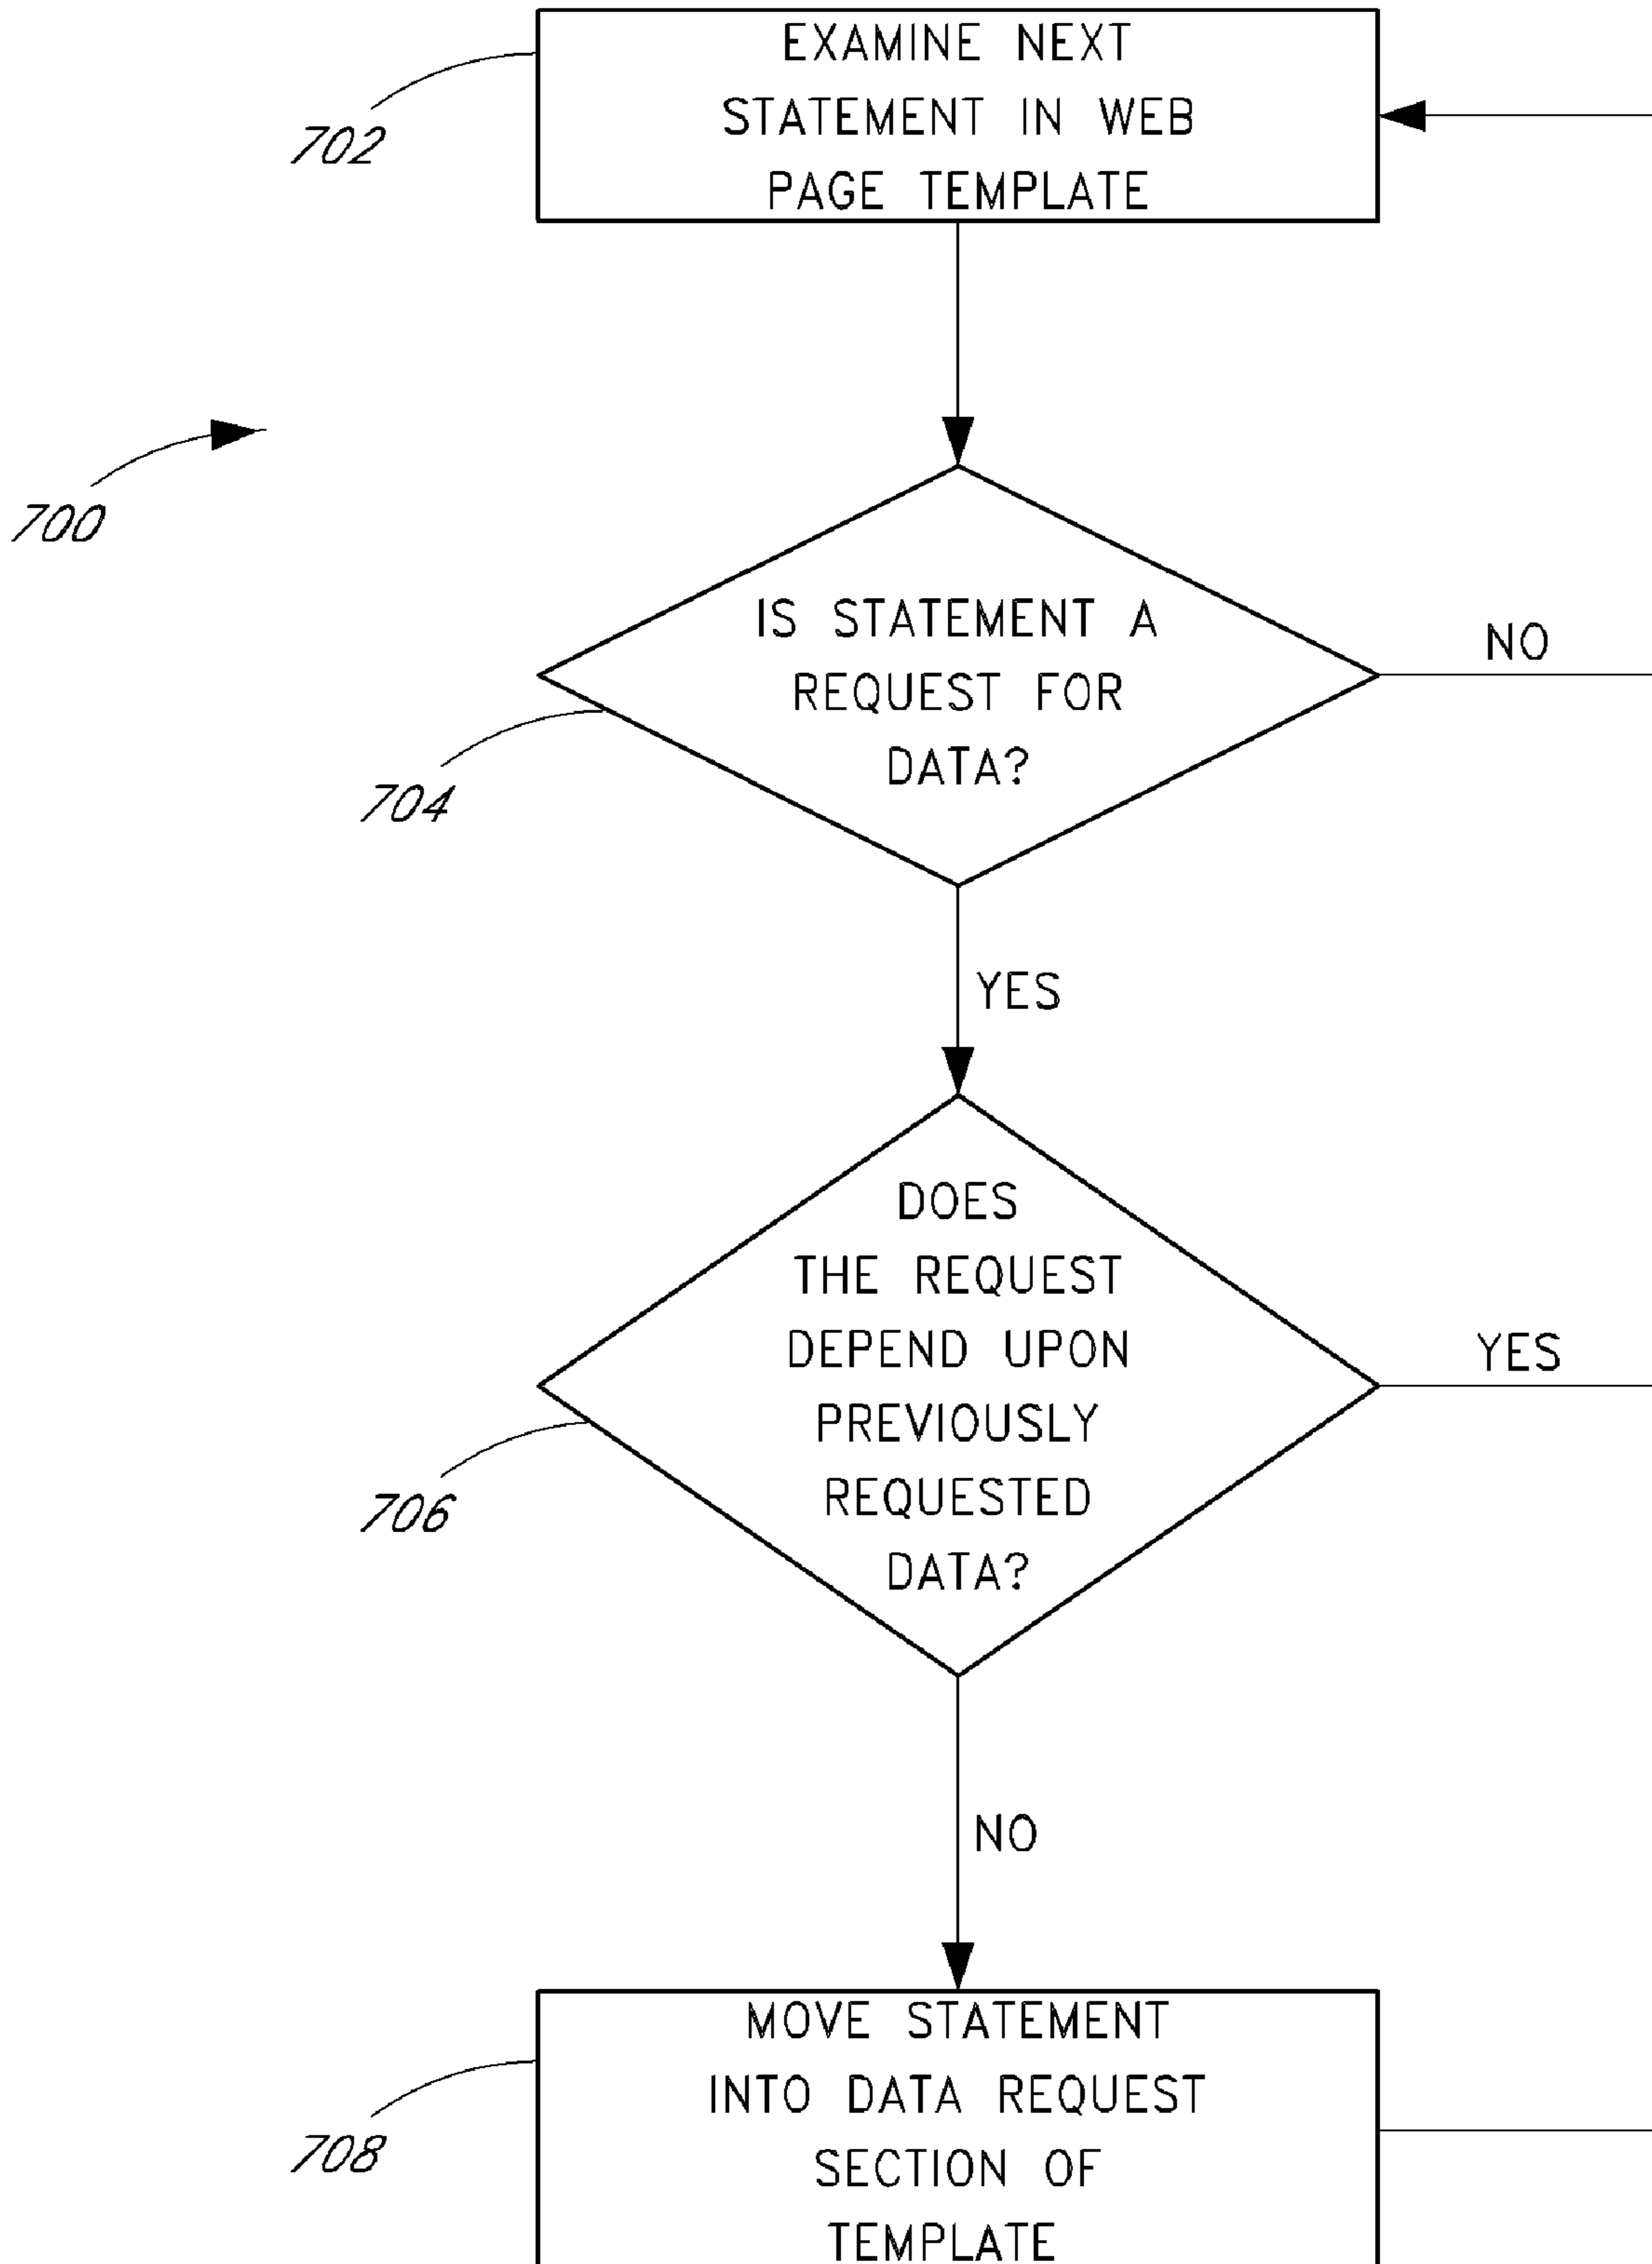 EXAMINE NEXT
STATEMENT IN WEB
PAGE TEMPLATE
702
700
IS STATEMENT A
REQUEST FOR
DATA?
NO
704
YES
DOES
THE REQUEST
DEPEND UPON
PREVIOUSLY
REQUESTED
DATA?
YES
706
NO
MOVE STATEMENT
INTO DATA REQUEST
SECTION OF
TEMPLATE
708